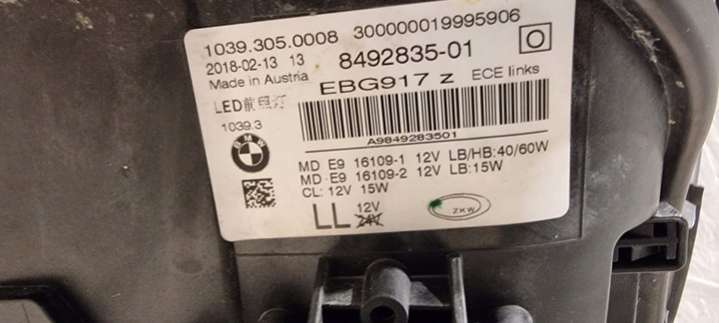 1039.305.0008 300000019995906
2018-02-13 13 8492835-01
Made in Austria EBG917 z ECE links
LED前照灯
1039.3
A9849283501
BMW
MD E9 16109-1 12V LB/HB:40/60W
MD E9 16109-2 12V LB:15W
CL: 12V 15W
LL 12V
24V
ZKW